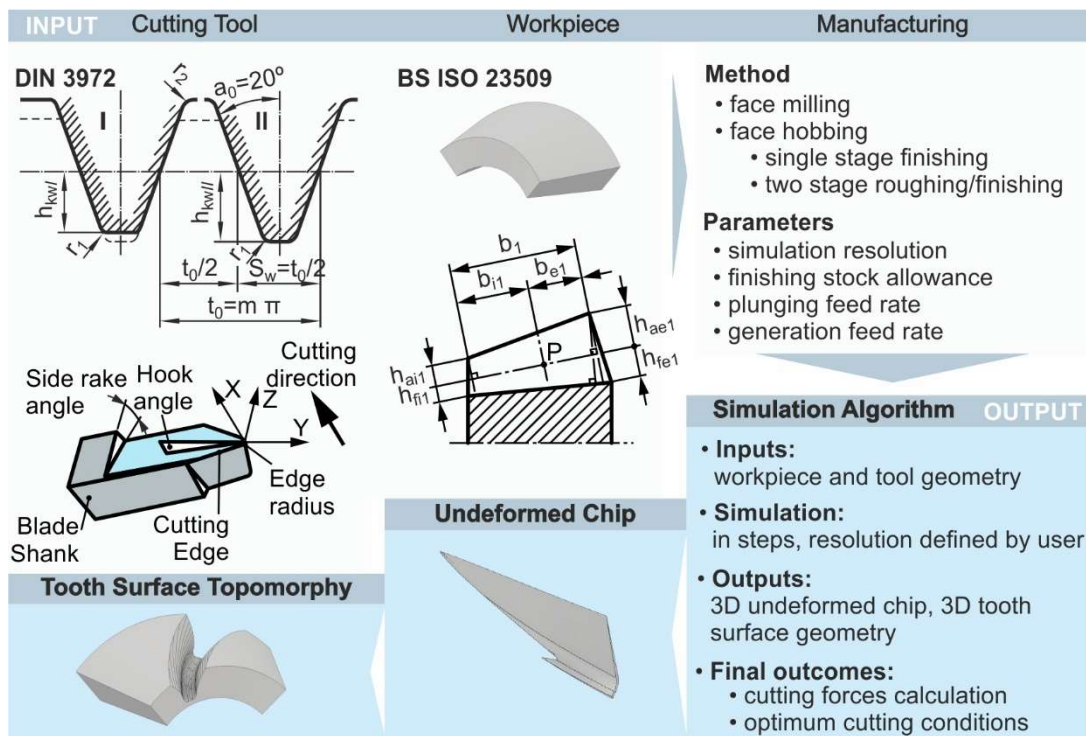 INPUT
Cutting Tool
Workpiece
Manufacturing
DIN 3972
r2
a0=20º
I
II
hkwI
hkwII
r1
r1
t0/2
Sw=t0/2
t0=m π
Side rake
angle
Hook
angle
X
Z
Y
Cutting
direction
Edge
radius
Cutting
Edge
Blade
Shank
BS ISO 23509
b1
bi1
be1
hae1
hfe1
P
hai1
hfi1
Method
• face milling
• face hobbing
• single stage finishing
• two stage roughing/finishing
Parameters
• simulation resolution
• finishing stock allowance
• plunging feed rate
• generation feed rate
Simulation Algorithm
OUTPUT
• Inputs:
workpiece and tool geometry
• Simulation:
in steps, resolution defined by user
• Outputs:
3D undeformed chip, 3D tooth
surface geometry
• Final outcomes:
• cutting forces calculation
• optimum cutting conditions
Undeformed Chip
Tooth Surface Topomorphy